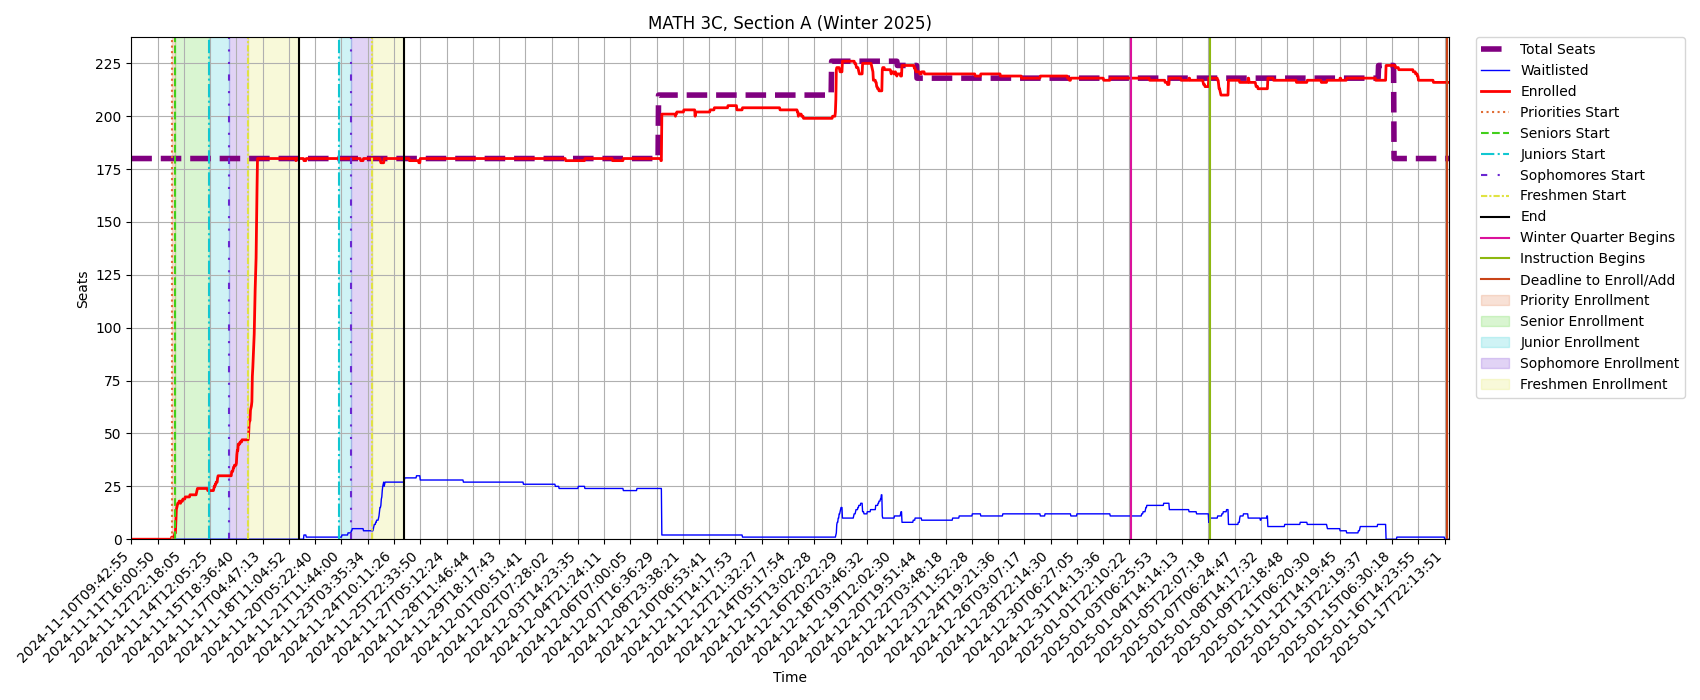 MATH 3C, Section A (Winter 2025)
Seats
225
200
175
150
125
100
75
50
25
0
2024-11-10T09:42:55
2024-11-11T16:00:50
2024-11-12T22:18:05
2024-11-14T12:05:25
2024-11-15T18:36:40
2024-11-17T04:47:13
2024-11-18T11:04:52
2024-11-20T05:22:40
2024-11-21T11:44:00
2024-11-23T03:35:34
2024-11-24T10:11:26
2024-11-25T22:33:50
2024-11-27T05:12:24
2024-11-28T11:46:44
2024-11-29T18:17:43
2024-12-01T00:51:41
2024-12-02T07:28:02
2024-12-03T14:23:35
2024-12-04T21:24:11
2024-12-06T07:00:05
2024-12-07T16:36:29
2024-12-08T23:38:21
2024-12-10T06:53:41
2024-12-11T14:17:53
2024-12-12T21:32:27
2024-12-14T05:17:54
2024-12-15T13:02:28
2024-12-16T20:22:29
2024-12-18T03:46:32
2024-12-19T12:02:30
2024-12-20T19:51:44
2024-12-22T03:48:19
2024-12-23T11:52:28
2024-12-24T19:21:36
2024-12-26T03:07:17
2024-12-28T22:14:30
2024-12-30T06:27:05
2024-12-31T14:13:36
2025-01-01T22:10:22
2025-01-03T06:25:53
2025-01-04T14:14:13
2025-01-05T22:07:18
2025-01-07T06:24:47
2025-01-08T14:17:32
2025-01-09T22:18:48
2025-01-11T06:20:30
2025-01-12T14:19:45
2025-01-13T22:19:37
2025-01-15T06:30:18
2025-01-16T14:23:55
2025-01-17T22:13:51
Time
Total Seats
Waitlisted
Enrolled
Priorities Start
Seniors Start
Juniors Start
Sophomores Start
Freshmen Start
End
Winter Quarter Begins
Instruction Begins
Deadline to Enroll/Add
Priority Enrollment
Senior Enrollment
Junior Enrollment
Sophomore Enrollment
Freshmen Enrollment